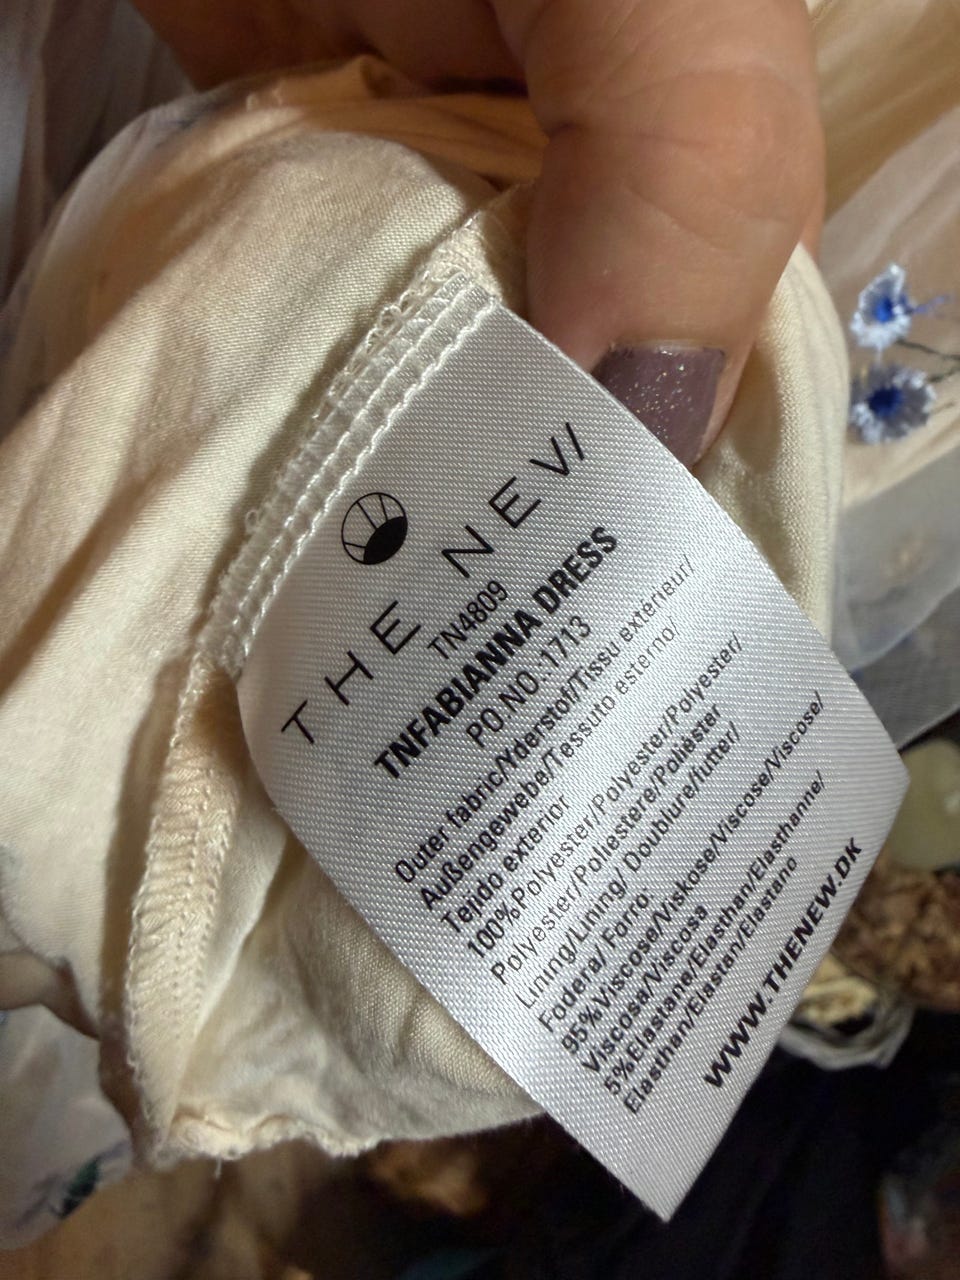 THE NEW
TN4809
TNFABIANNA DRESS
PO.NO.:1713
Outer fabric/Yderstof/Tissu exterieur/
Außengewebe/Tessuto esterno/
Tejido exterior
100%Polyester/Polyester/Polyester/
Polyester/Poliestere/Poliester
Lining/Lining/ Doublure/futter/
Fodera/ Forro:
95%Viscose/Viskose/Viscose/Viscose/
Viscosa/Viscosa
5%Elastane/Elasthan/Elasthanne/
Elasthan/Elastan/Elastano
WWW.THENEW.DK